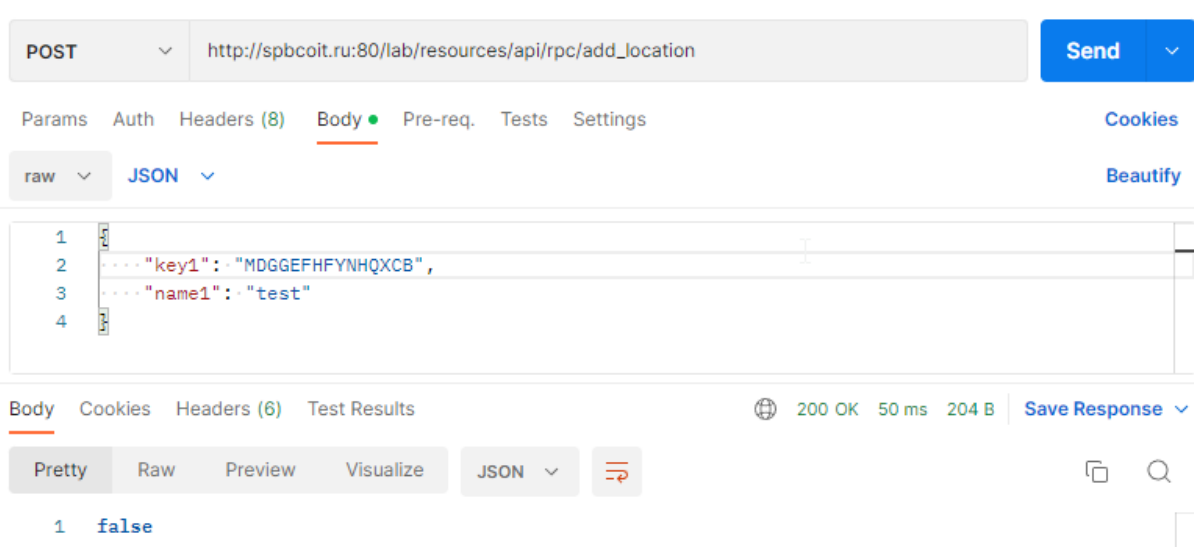 POST http://spbcoit.ru:80/lab/resources/api/rpc/add_location Send
Params Auth Headers (8) Body Pre-req. Tests Settings Cookies
raw JSON Beautify
1 {
2 "key1": "MDGGEFHFYNHQXCB",
3 "name1": "test"
4 }
Body Cookies Headers (6) Test Results 200 OK 50 ms 204 B Save Response
Pretty Raw Preview Visualize JSON
1 false